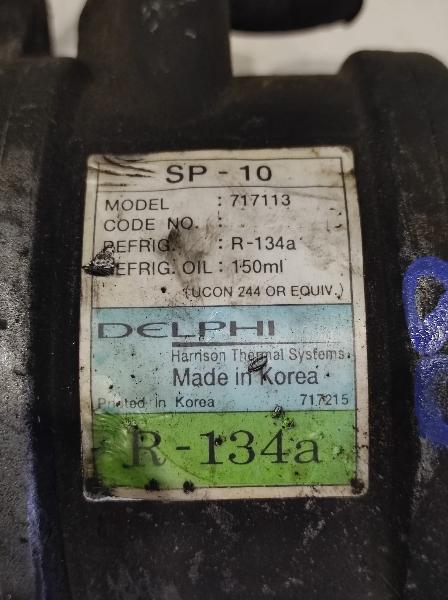 SP - 10
MODEL : 717113
CODE NO. :
REFRIG. : R-134a
REFRIG. OIL : 150ml
(UCON 244 OR EQUIV.)
DELPHI
Harrison Thermal Systems
Made in Korea
Printed in Korea 717215
R-134a